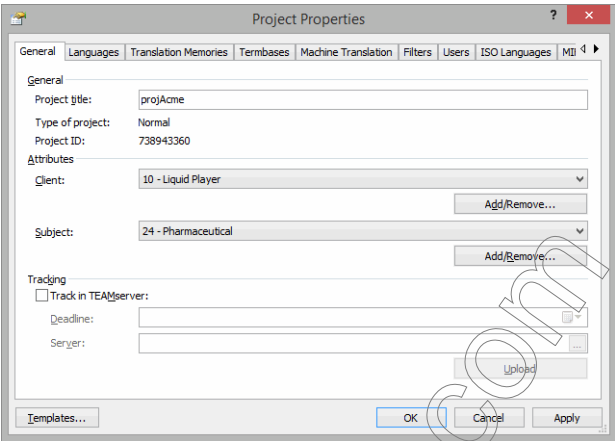 Project Properties
?
General Languages Translation Memories Termbases Machine Translation Filters Users ISO Languages
General
Project title: projAcme
Type of project: Normal
Project ID: 738943360
Attributes
Client: 10 - Liquid Player
Add/Remove...
Subject: 24 - Pharmaceutical
Add/Remove...
Tracking
Track in TEAMserver:
Deadline:
Server:
...
Upload
Templates... OK Cancel Apply
.com